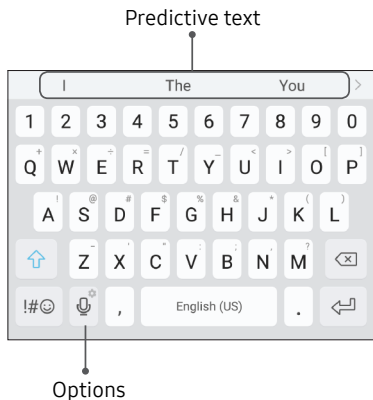 Predictive text
I The You >
1 2 3 4 5 6 7 8 9 0
+ × ÷ = / _ < > [ ]
Q W E R T Y U I O P
! @ # $ % & * ( )
A S D F G H J K L
- ' " : ; , ?
Z X C V B N M
!#☺ , English (US) .
Options